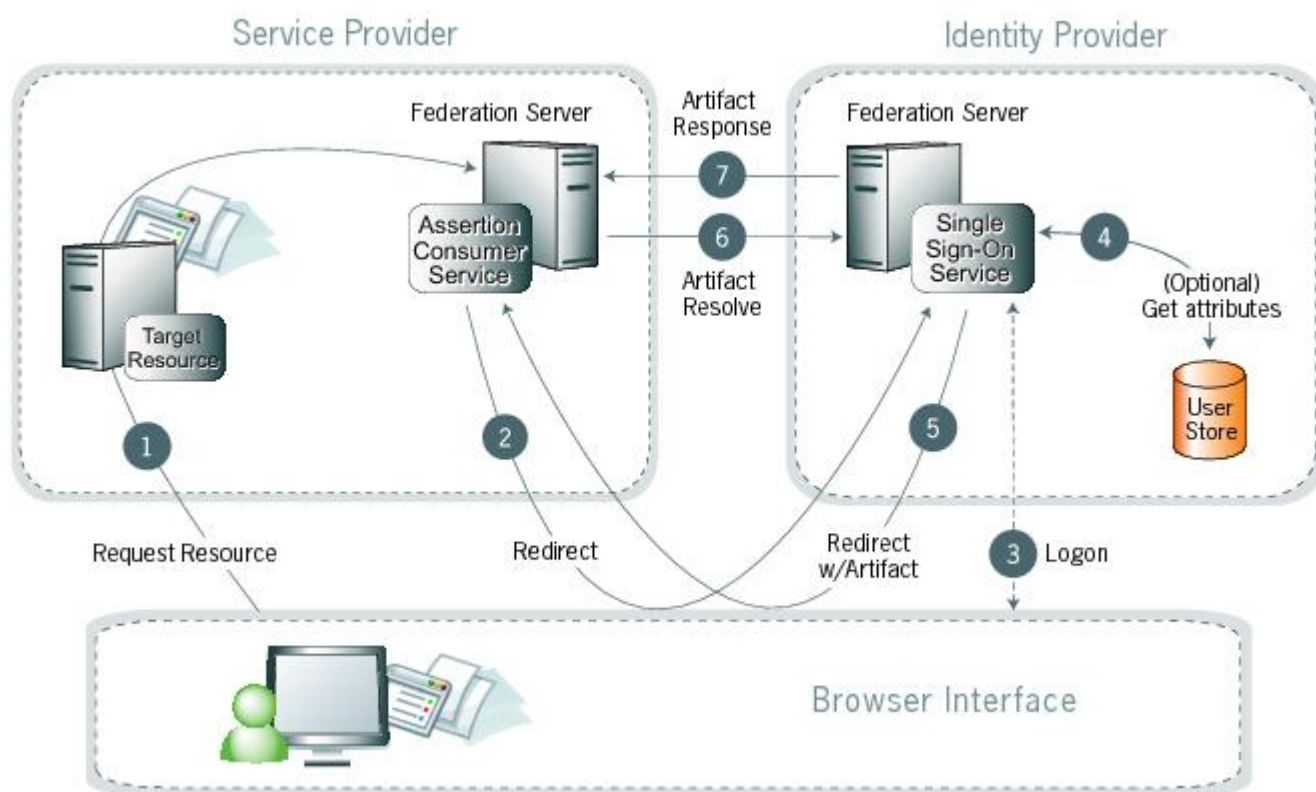 Service Provider
Identity Provider
Federation Server
Artifact
Response
Federation Server
7
Assertion
Consumer
Service
6
Single
Sign-On
Service
4
Artifact
Resolve
(Optional)
Get attributes
Target
Resource
User
Store
1
2
5
Request Resource
Redirect
Redirect
w/Artifact
3
Logon
Browser Interface